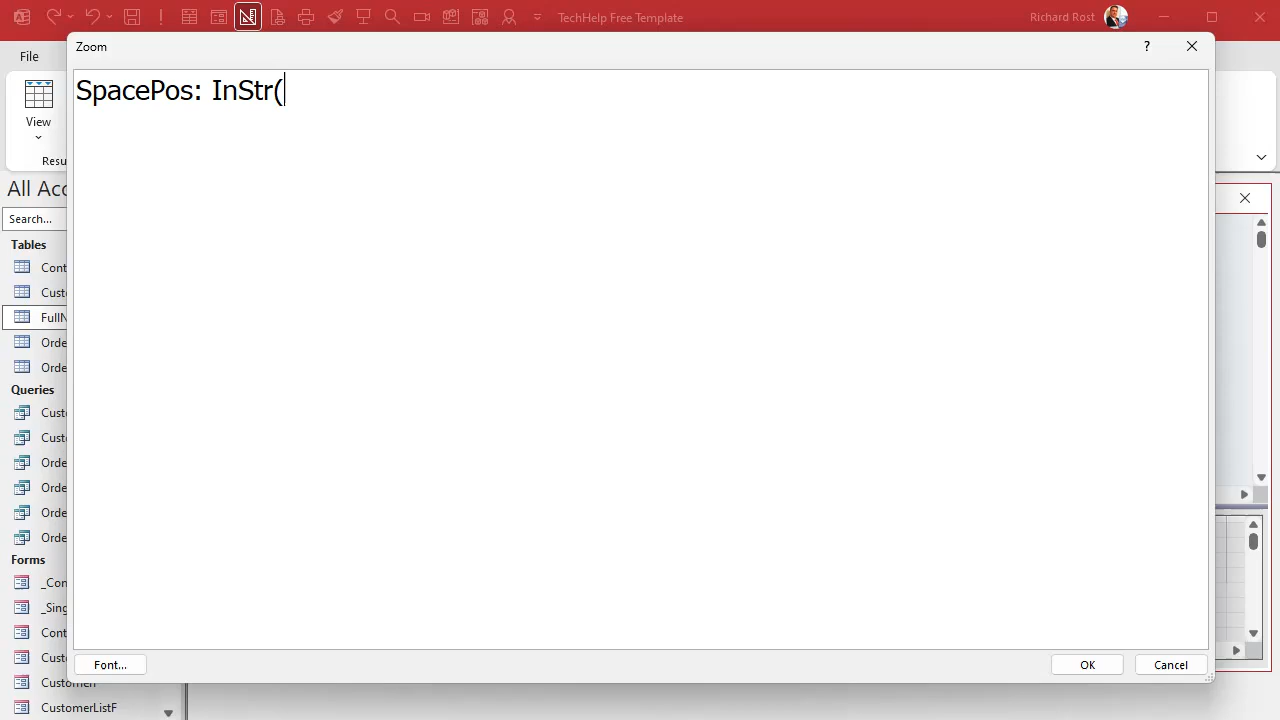 TechHelp Free Template
Richard Rost
Zoom
?
File
SpacePos: InStr(
View
Resu
All Acc
Search...
Tables
Cont
Custo
FullN
Orde
Orde
Queries
Custo
Custo
Orde
Orde
Orde
Orde
Forms
_Con
_Sing
Cont
Custo
CustomerListF
Font...
OK
Cancel